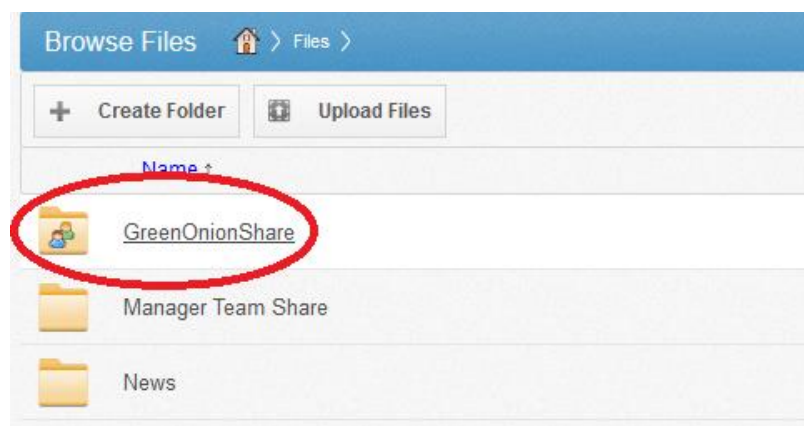 Browse Files > Files >
Create Folder Upload Files
Name ↑
GreenOnionShare
Manager Team Share
News